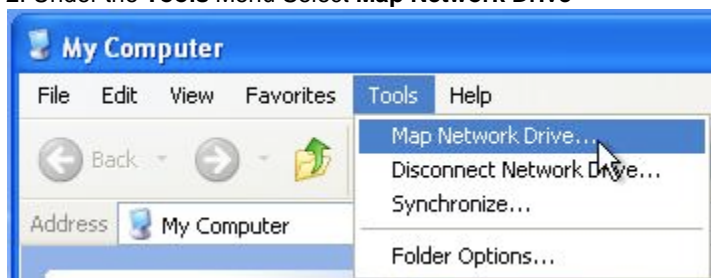 2. Under the Tools Menu Select Map Network Drive
My Computer
File Edit View Favorites Tools Help
Map Network Drive...
Disconnect Network Drive...
Back
Synchronize...
Address My Computer
Folder Options...